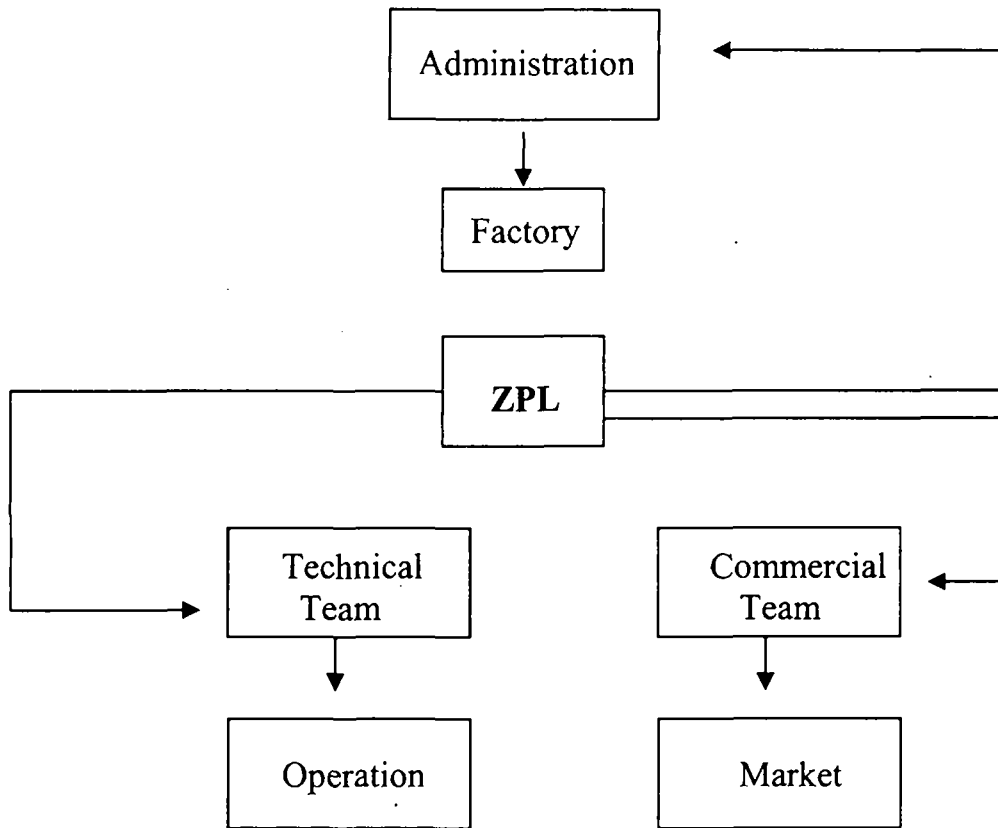 Administration
Factory
ZPL
Technical
Team
Commercial
Team
Operation
Market